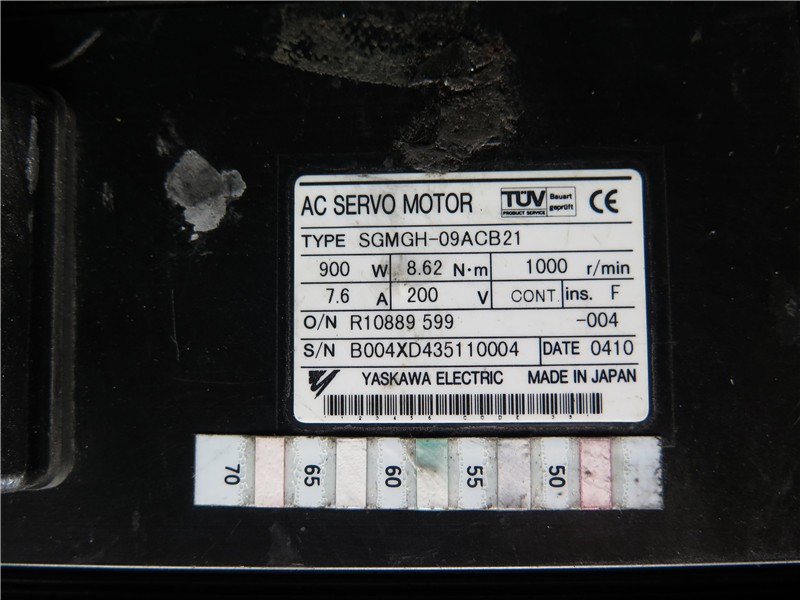 AC SERVO MOTOR TÜV PRODUCT SERVICE Bauart geprüft CE
TYPE SGMGH-09ACB21
900 W 8.62 N·m 1000 r/min
7.6 A 200 V CONT. ins. F
O/N R10889 599 -004
S/N B004XD435110004 DATE 0410
YASKAWA ELECTRIC MADE IN JAPAN
70 65 60 55 50